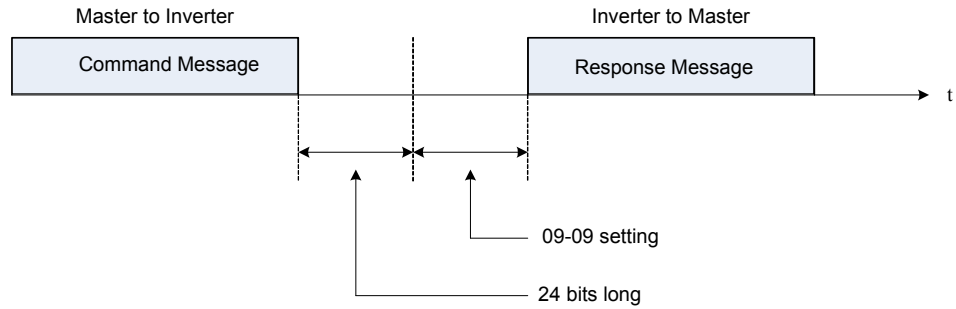 Master to Inverter
Inverter to Master
Command Message
Response Message
t
09-09 setting
24 bits long